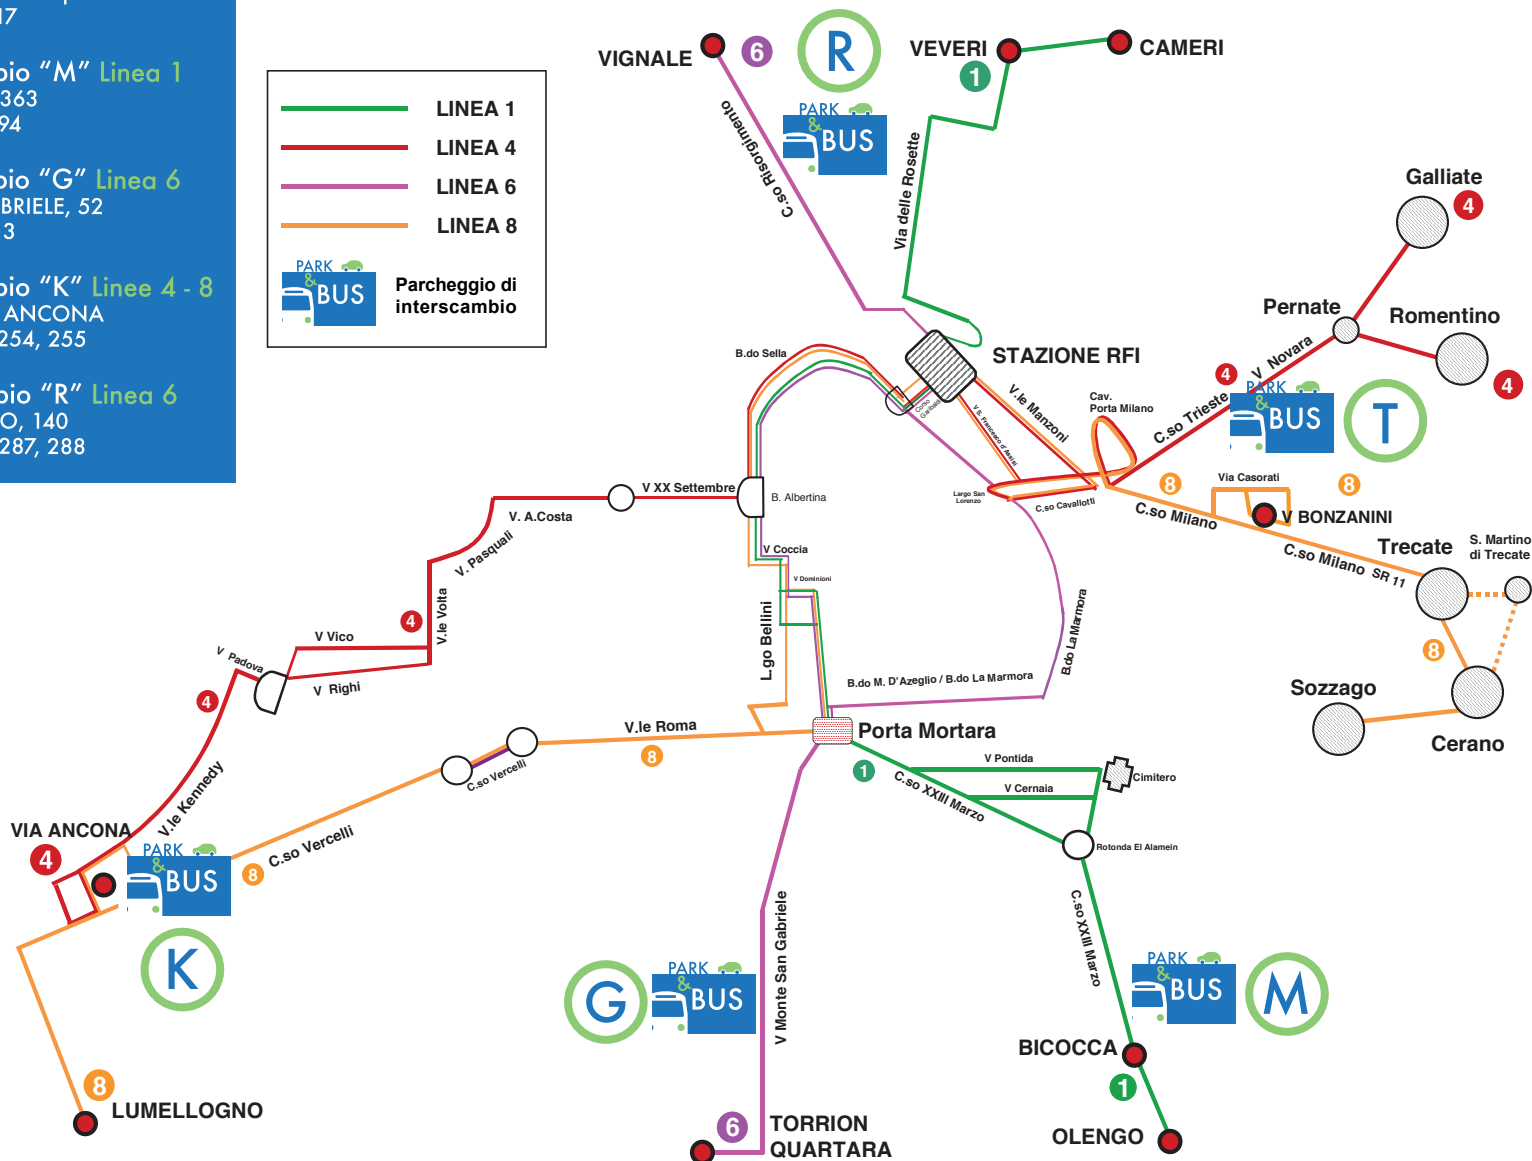 17
bio “M” Linea 1
363
94
bio “G” Linea 6
BRIELE, 52
13
bio “K” Linee 4 - 8
ANCONA
254, 255
bio “R” Linea 6
O, 140
287, 288
LINEA 1
LINEA 4
LINEA 6
LINEA 8
PARK
&
BUS
Parcheggio di
interscambio
VIGNALE
6
R
PARK
&
BUS
VEVERI
1
CAMERI
C.so Risorgimento
Via delle Rosette
Galliate
4
Pernate
Romentino
4
STAZIONE RFI
V Novara
4
PARK
&
BUS
T
C.so Trieste
B.do Sella
Corso
Garibaldi
V S. Francesco d'Assisi
V.le Manzoni
Cav.
Porta Milano
Largo San
Lorenzo
C.so Cavallotti
8
Via Casorati
8
V BONZANINI
C.so Milano
C.so Milano SR 11
Trecate
S. Martino
di Trecate
8
Sozzago
Cerano
V XX Settembre
B. Albertina
V. A.Costa
V. Pasquali
V.le Volta
4
V Vico
V Padova
V Righi
4
V Coccia
V Dominioni
L.go Bellini
B.do La Marmora
B.do M. D'Azeglio / B.do La Marmora
V.le Roma
8
Porta Mortara
C.so Vercelli
1
V Pontida
V Cernaia
Cimitero
C.so XXIII Marzo
Rotonda El Alamein
V.le Kennedy
VIA ANCONA
4
PARK
&
BUS
8
C.so Vercelli
K
C.so XXIII Marzo
V Monte San Gabriele
G
PARK
&
BUS
PARK
&
BUS
M
BICOCCA
1
8
LUMELLOGNO
6
TORRION
QUARTARA
OLENGO